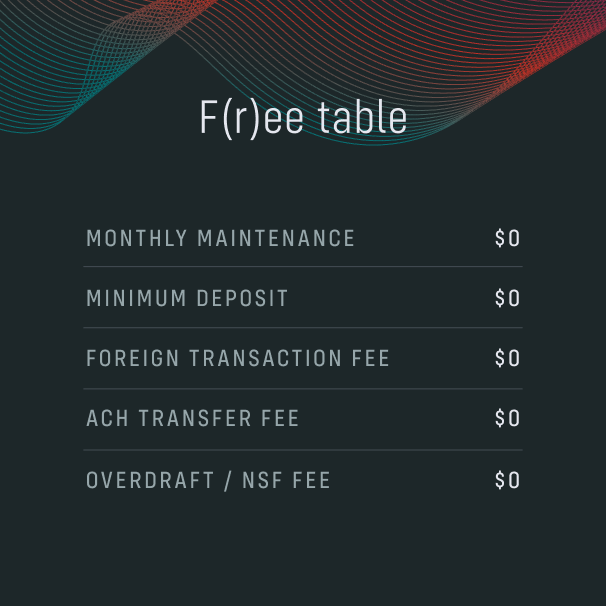 F(r)ee table
MONTHLY MAINTENANCE $0
MINIMUM DEPOSIT $0
FOREIGN TRANSACTION FEE $0
ACH TRANSFER FEE $0
OVERDRAFT / NSF FEE $0